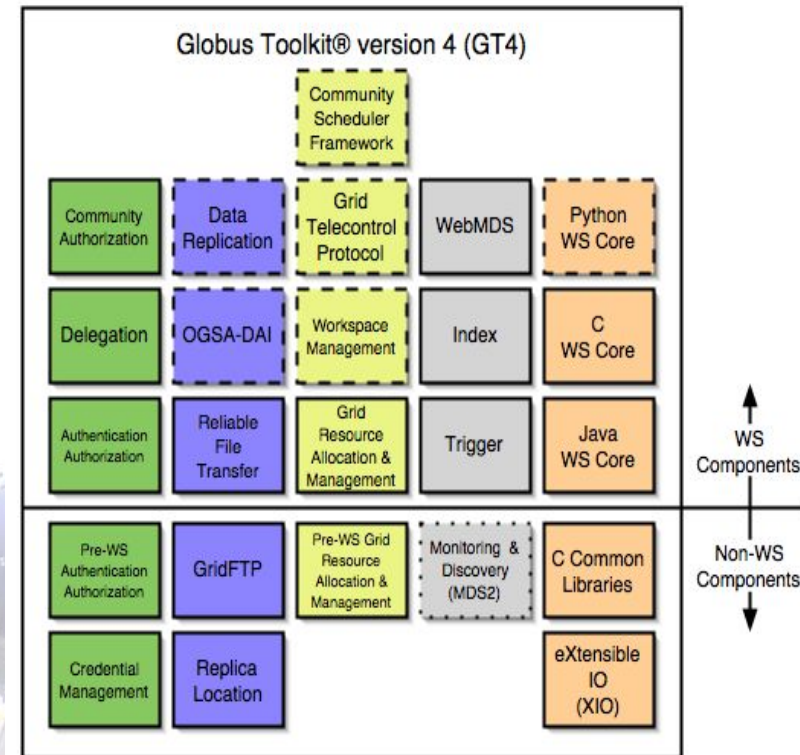 Globus Toolkit® version 4 (GT4)
Community
Scheduler
Framework
Community
Authorization
Data
Replication
Grid
Telecontrol
Protocol
WebMDS
Python
WS Core
Delegation
OGSA-DAI
Workspace
Management
Index
C
WS Core
Authentication
Authorization
Reliable
File
Transfer
Grid
Resource
Allocation &
Management
Trigger
Java
WS Core
WS
Components
Pre-WS
Authentication
Authorization
GridFTP
Pre-WS Grid
Resource
Allocation &
Management
Monitoring &
Discovery
(MDS2)
C Common
Libraries
Non-WS
Components
Credential
Management
Replica
Location
eXtensible
IO
(XIO)